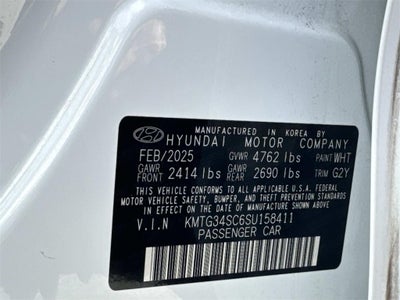 MANUFACTURED IN KOREA BY
HYUNDAI MOTOR COMPANY
FEB/2025 GVWR 4762 lbs PAINT WHT
GAWR FRONT 2414 lbs GAWR REAR 2690 lbs TRIM G2Y
THIS VEHICLE CONFORMS TO ALL APPLICABLE U.S.A. FEDERAL
MOTOR VEHICLE SAFETY, BUMPER, AND THEFT PREVENTION STANDARDS
IN EFFECT ON THE DATE OF MANUFACTURE SHOWN ABOVE.
V.I.N KMTG34SC6SU158411
PASSENGER CAR